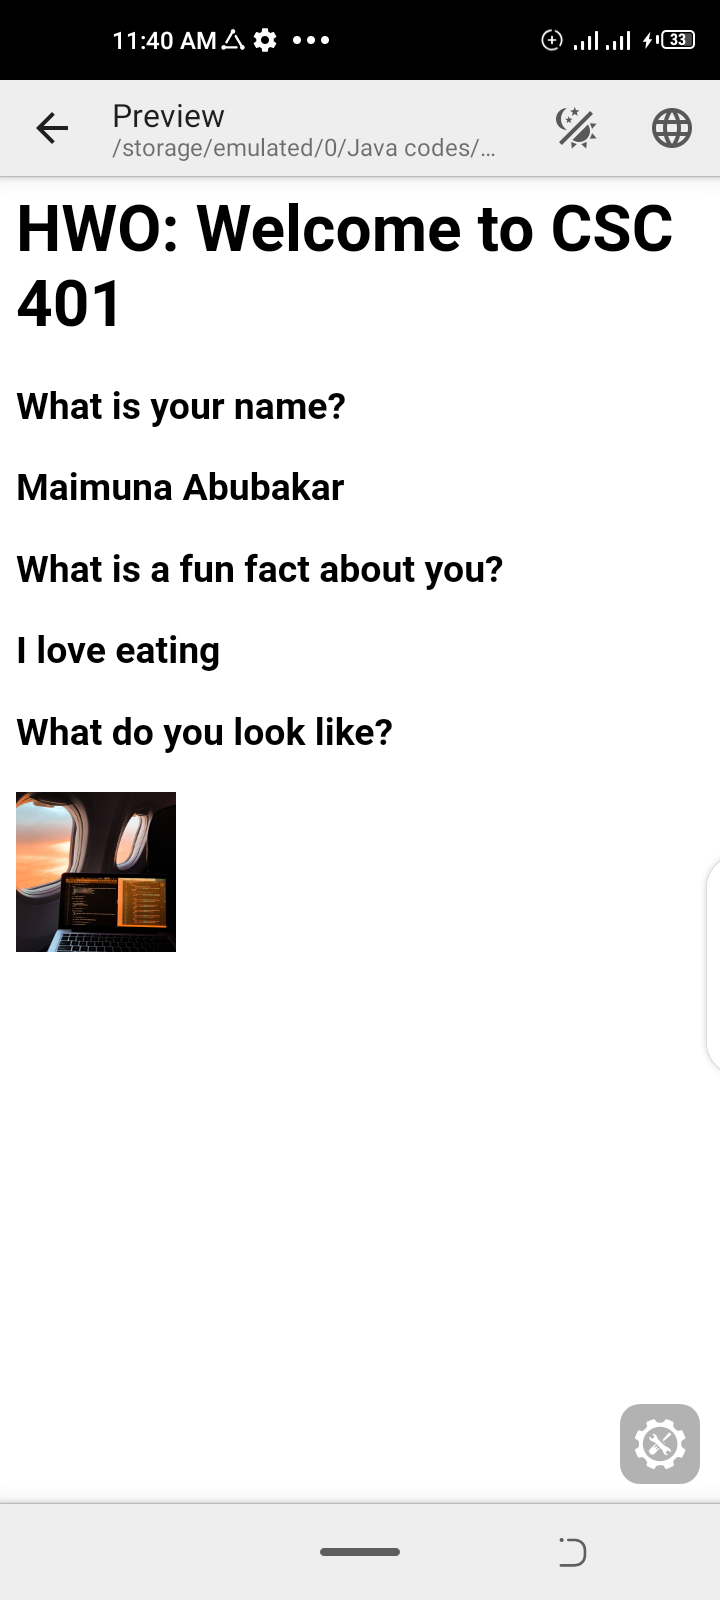 11:40 AM
33
Preview
/storage/emulated/0/Java codes/...
HWO: Welcome to CSC
401
What is your name?
Maimuna Abubakar
What is a fun fact about you?
I love eating
What do you look like?